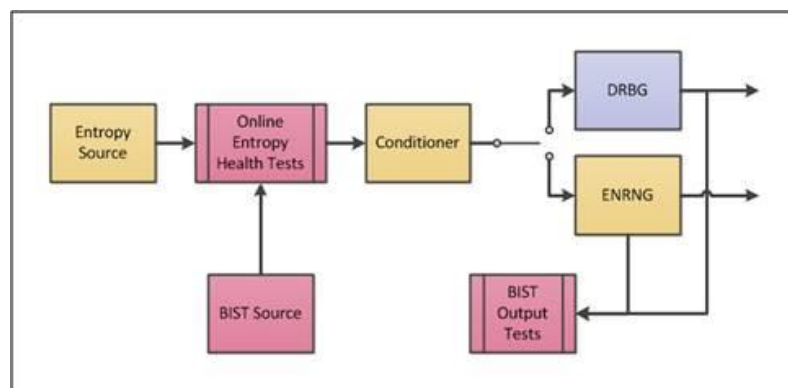 Entropy
Source
Online
Entropy
Health Tests
Conditioner
DRBG
ENRNG
BIST Source
BIST
Output
Tests